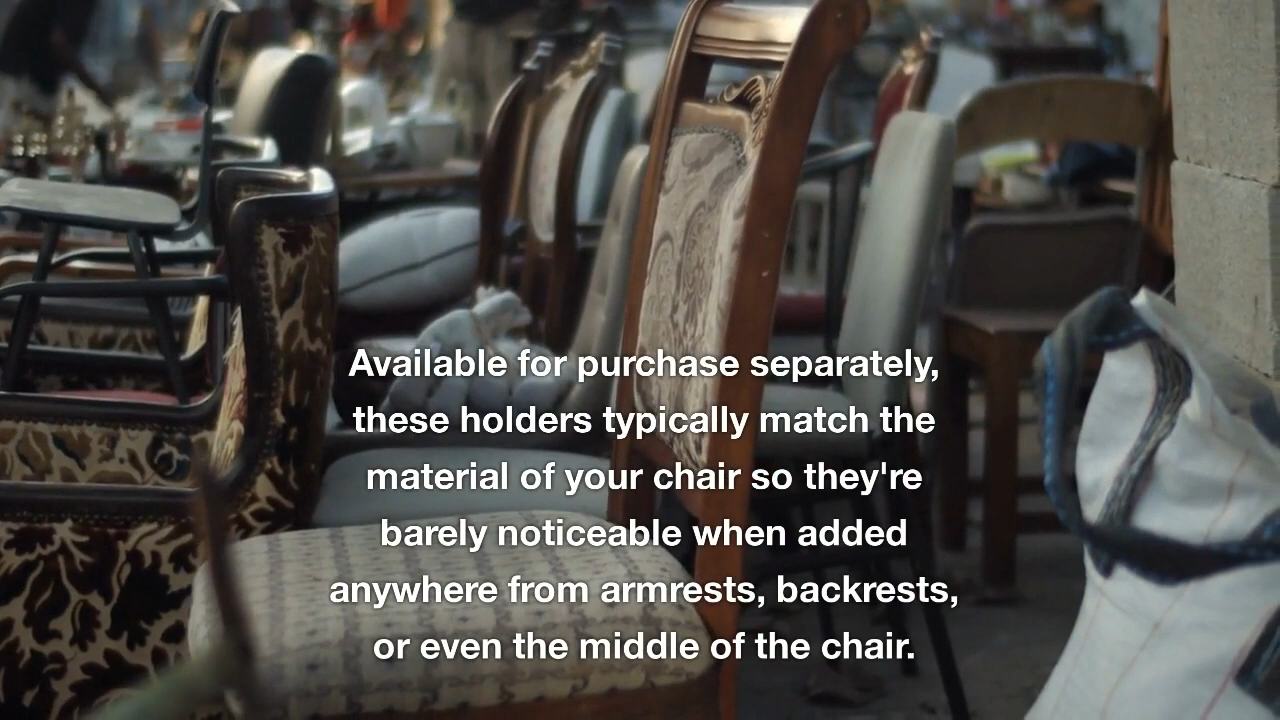 Available for purchase separately,
these holders typically match the
material of your chair so they're
barely noticeable when added
anywhere from armrests, backrests,
or even the middle of the chair.